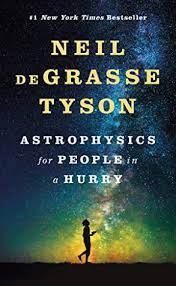 #1 New York Times Bestseller
NEIL
DEGRASSE
TYSON
ASTROPHYSICS
for PEOPLE in
a HURRY